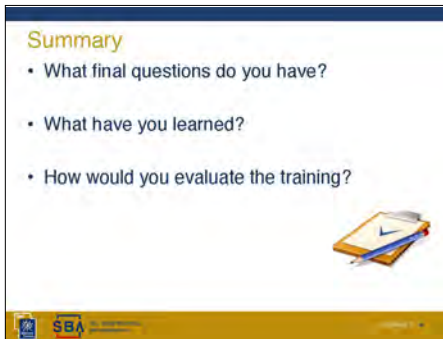 Summary
• What final questions do you have?
• What have you learned?
• How would you evaluate the training?
SBA